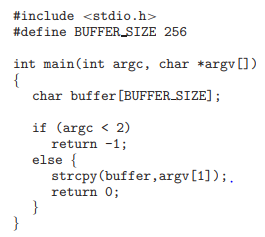 #include <stdio.h>
#define BUFFER_SIZE 256

int main(int argc, char *argv[])
{
   char buffer[BUFFER_SIZE];

   if (argc < 2)
     return -1;
   else {
     strcpy(buffer,argv[1]);.
     return 0;
   }
}